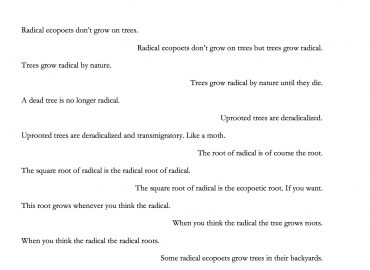 Radical ecopoets don't grow on trees.
Radical ecopoets don't grow on trees but trees grow radical.
Trees grow radical by nature.
Trees grow radical by nature until they die.
A dead tree is no longer radical.
Uprooted trees are deradicalized.
Uprooted trees are deradicalized and transmigratory. Like a moth.
The root of radical is of course the root.
The square root of radical is the radical root of radical.
The square root of radical is the ecopoetic root. If you want.
This root grows whenever you think the radical.
When you think the radical the tree grows roots.
When you think the radical the radical roots.
Some radical ecopoets grow trees in their backyards.